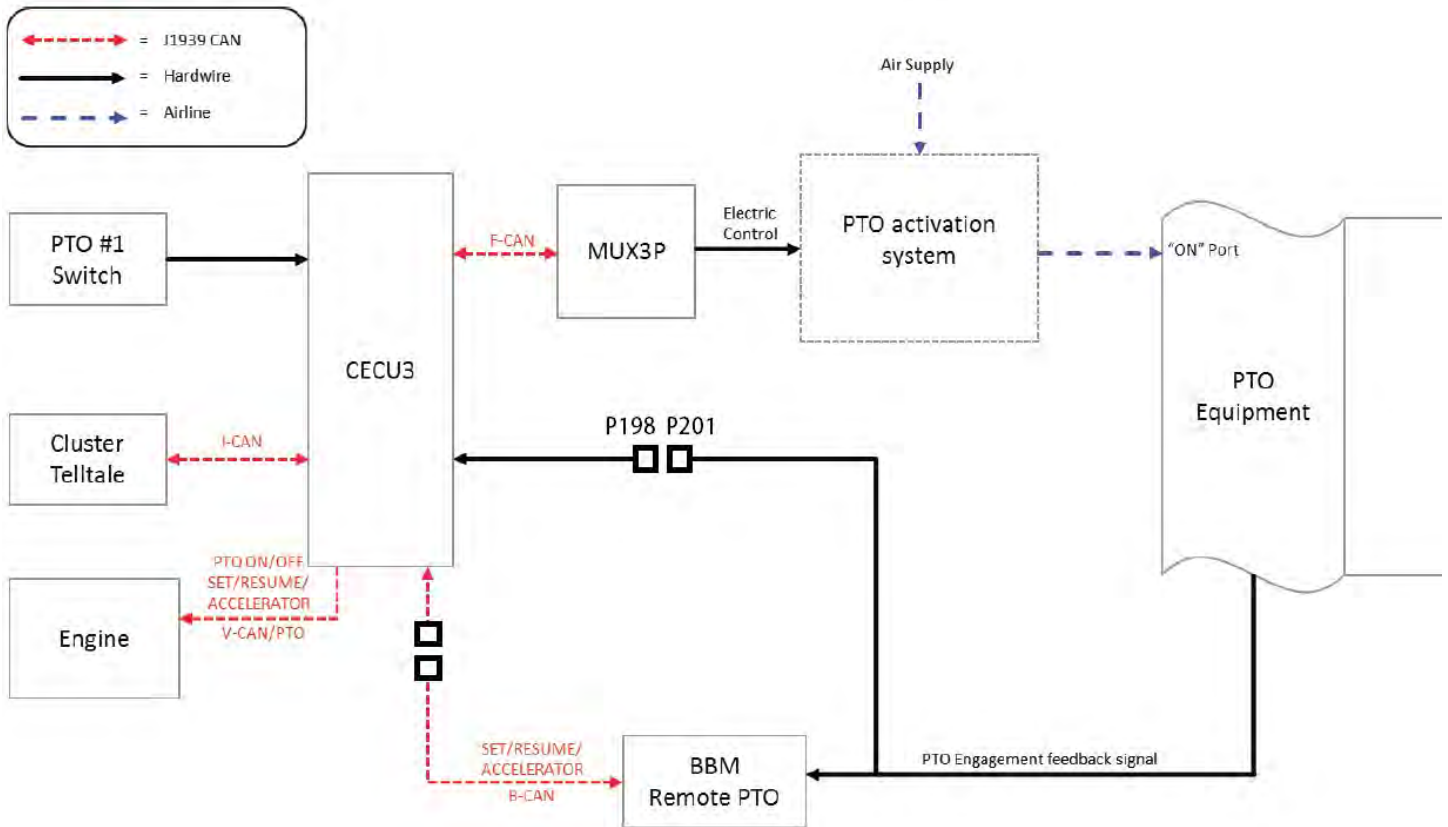 = J1939 CAN
= Hardwire
= Airline
Air Supply
PTO #1
Switch
F-CAN
MUX3P
Electric
Control
PTO activation
system
"ON" Port
CECU3
PTO
Equipment
P198 P201
Cluster
Telltale
I-CAN
PTO ON/OFF
SET/RESUME/
ACCELERATOR
V-CAN/PTO
Engine
SET/RESUME/
ACCELERATOR
B-CAN
BBM
Remote PTO
PTO Engagement feedback signal